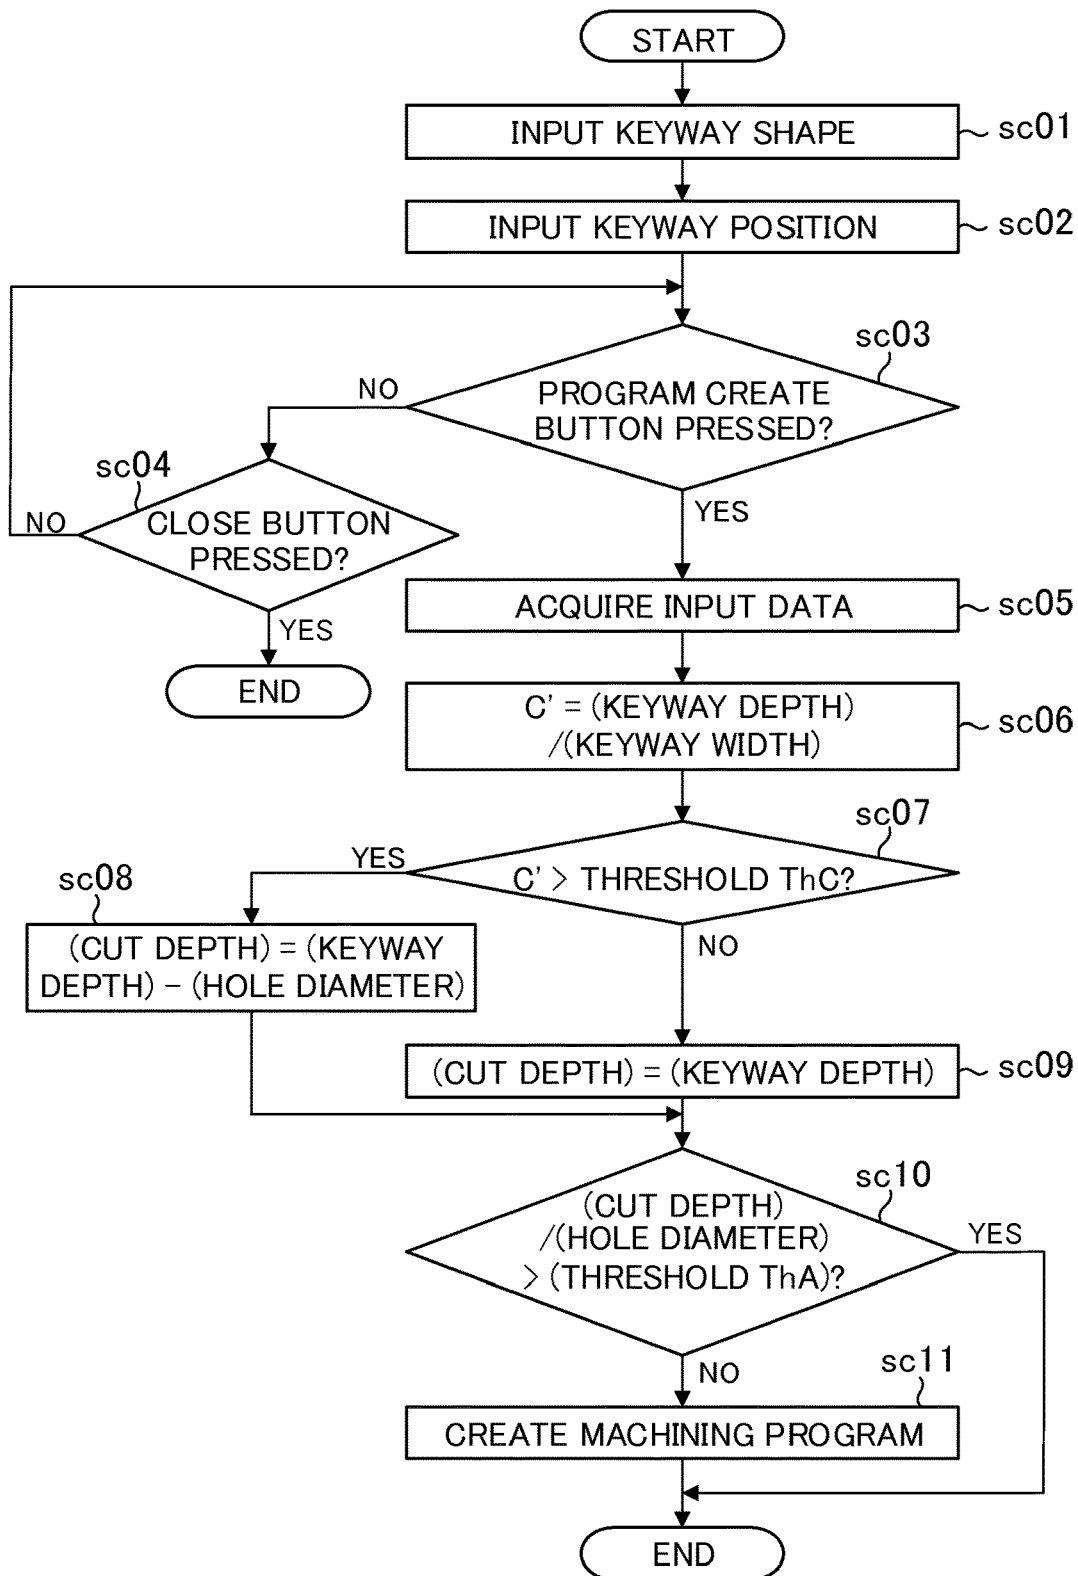 START
INPUT KEYWAY SHAPE
sc01
INPUT KEYWAY POSITION
sc02
sc03
NO
PROGRAM CREATE
BUTTON PRESSED?
sc04
YES
NO
CLOSE BUTTON
PRESSED?
YES
END
ACQUIRE INPUT DATA
sc05
C' = (KEYWAY DEPTH)
/(KEYWAY WIDTH)
sc06
sc07
YES
C' > THRESHOLD ThC?
sc08
NO
(CUT DEPTH) = (KEYWAY
DEPTH) − (HOLE DIAMETER)
(CUT DEPTH) = (KEYWAY DEPTH)
sc09
sc10
(CUT DEPTH)
/(HOLE DIAMETER)
> (THRESHOLD ThA)?
YES
NO
sc11
CREATE MACHINING PROGRAM
END